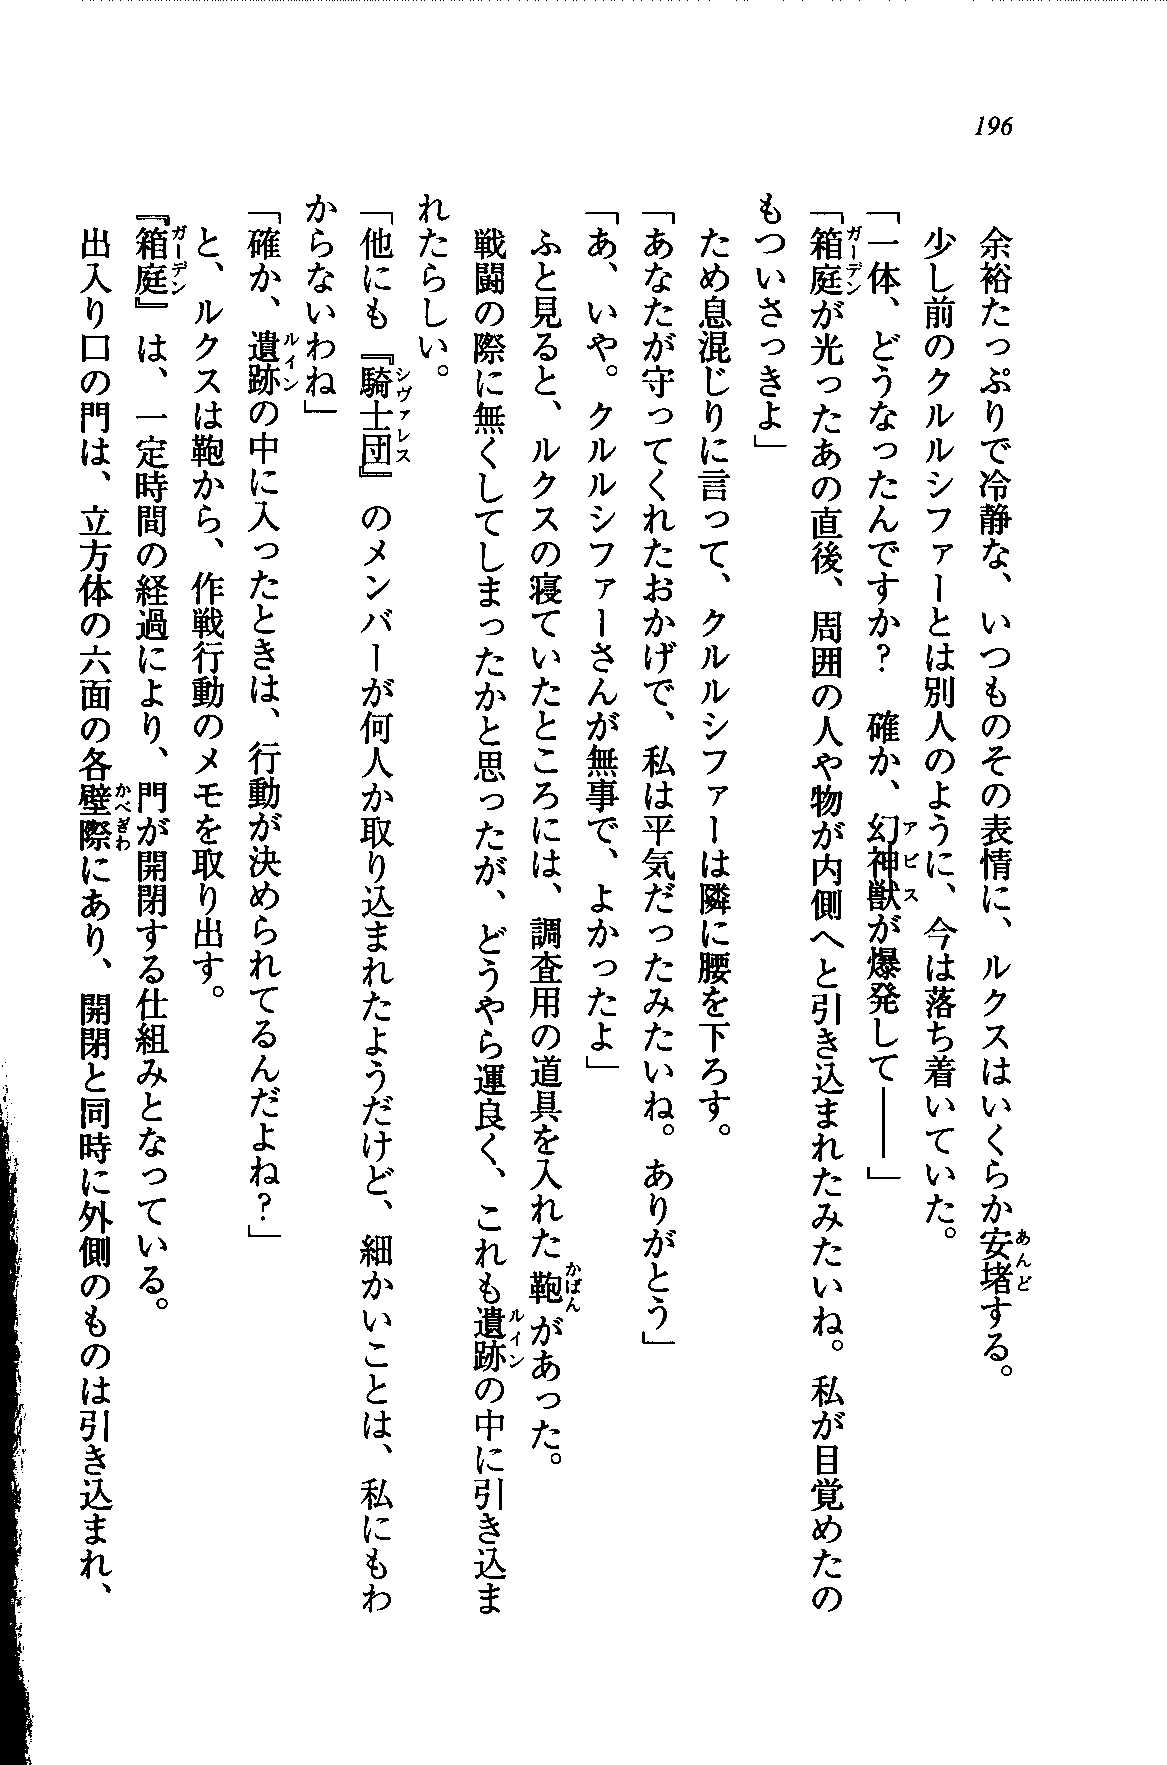 196
余裕たっぷりで冷静な、いつものその表情に、ルクスはいくらか安堵する。
少し前のクルルシファーとは別人のように、今は落ち着いていた。
「一体、どうなったんですか？　確か、幻神獣が爆発して――」
「箱庭が光ったあの直後、周囲の人や物が内側へと引き込まれたみたいね。私が目覚めたの
もついさっきよ」
ため息混じりに言って、クルルシファーは隣に腰を下ろす。
「あなたが守ってくれたおかげで、私は平気だったみたいね。ありがとう」
「あ、いや。クルルシファーさんが無事で、よかったよ」
ふと見ると、ルクスの寝ていたところには、調査用の道具を入れた鞄があった。
戦闘の際に無くしてしまったかと思ったが、どうやら運良く、これも遺跡の中に引き込ま
れたらしい。
「他にも『騎士団』のメンバーが何人か取り込まれたようだけど、細かいことは、私にもわ
からないわね」
「確か、遺跡の中に入ったときは、行動が決められてるんだよね？」
と、ルクスは鞄から、作戦行動のメモを取り出す。
『箱庭』は、一定時間の経過により、門が開閉する仕組みとなっている。
出入り口の門は、立方体の六面の各壁際にあり、開閉と同時に外側のものは引き込まれ、